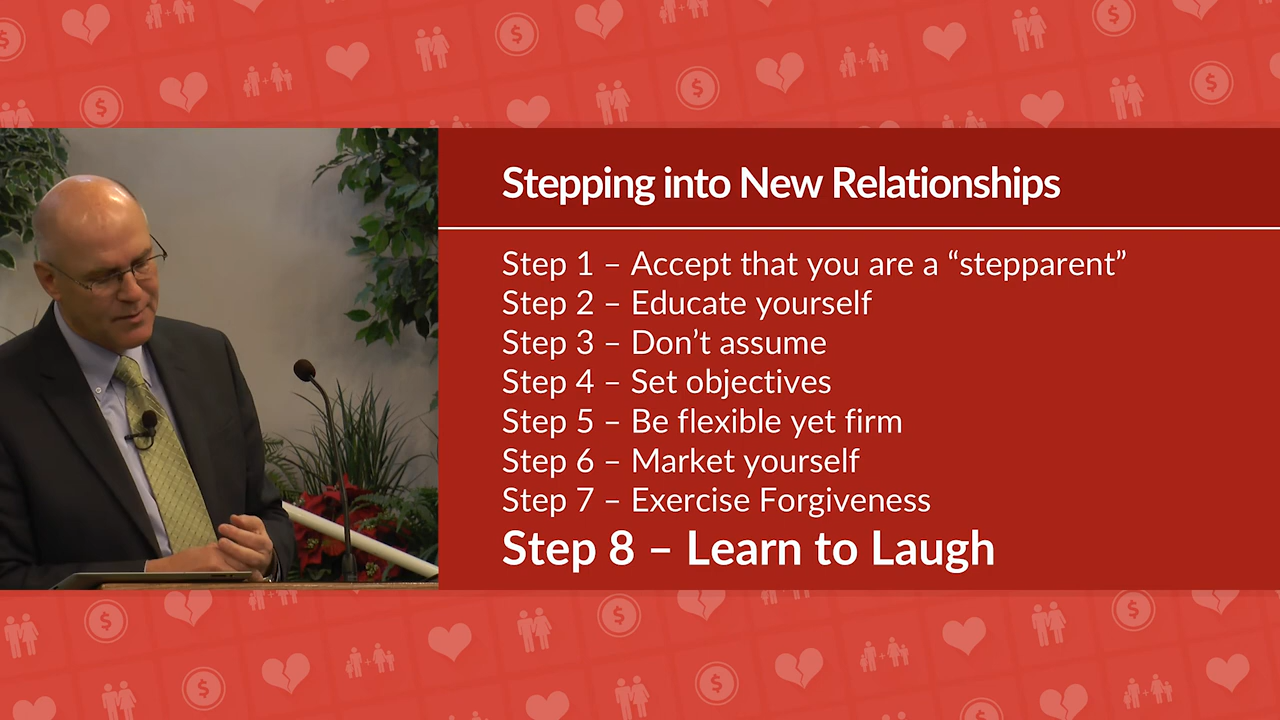 Stepping into New Relationships
Step 1 – Accept that you are a “stepparent”
Step 2 – Educate yourself
Step 3 – Don’t assume
Step 4 – Set objectives
Step 5 – Be flexible yet firm
Step 6 – Market yourself
Step 7 – Exercise Forgiveness
Step 8 – Learn to Laugh